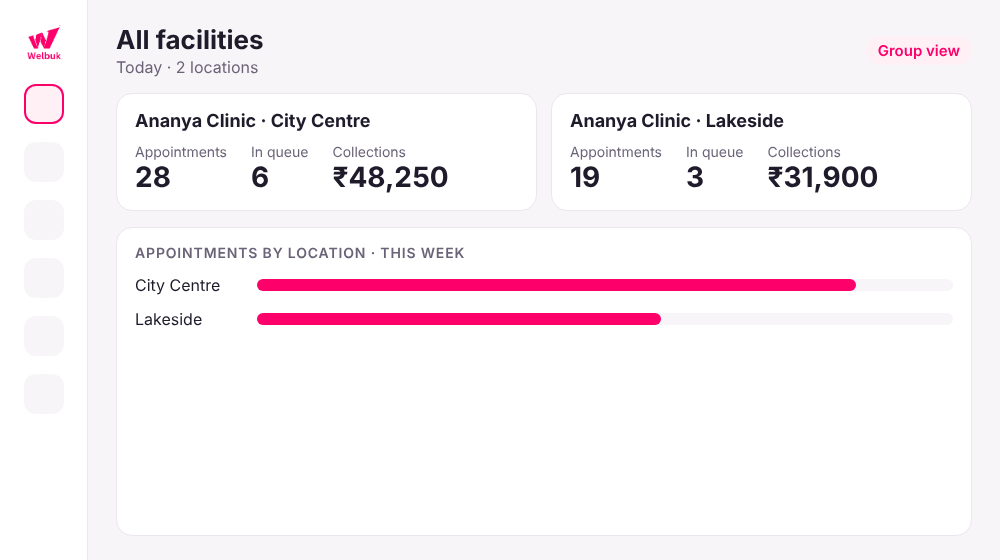 Welbuk
All facilities
Today · 2 locations
Group view
Ananya Clinic · City Centre
Appointments In queue Collections
28 6 ₹48,250
Ananya Clinic · Lakeside
Appointments In queue Collections
19 3 ₹31,900
APPOINTMENTS BY LOCATION · THIS WEEK
City Centre
Lakeside